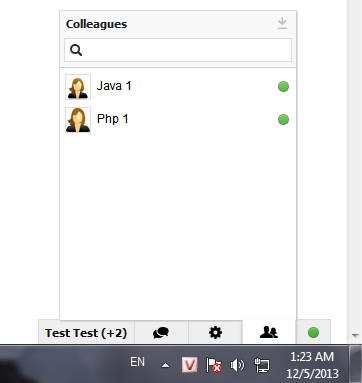 Colleagues
Java 1
Php 1
Test Test (+2)
EN
V
1:23 AM
12/5/2013